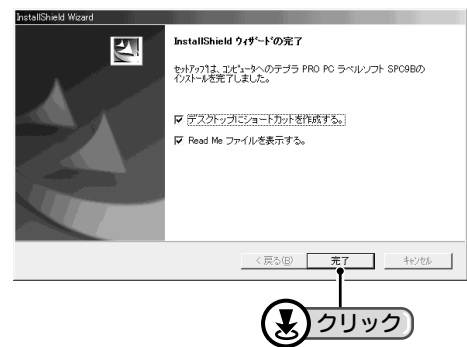 InstallShield Wizard
InstallShield ウィザードの完了
セットアップは、コンピュータへのテプラ PRO PC ラベルソフト SPC9Bの
インストールを完了しました。
デスクトップにショートカットを作成する。
Read Me ファイルを表示する。
< 戻る(B) 完了 キャンセル
クリック